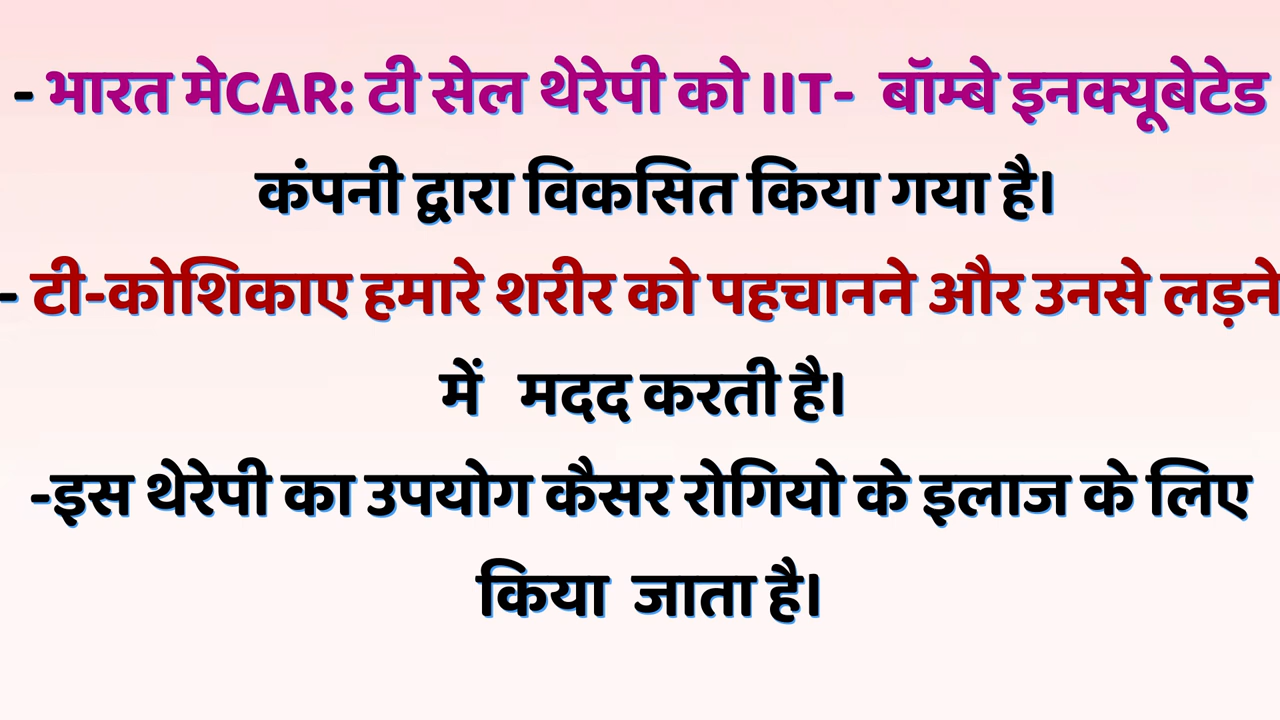 - भारत मेCAR: टी सेल थेरेपी को IIT- बॉम्बे इनक्यूबेटेड
कंपनी द्वारा विकसित किया गया है।
- टी-कोशिकाए हमारे शरीर को पहचानने और उनसे लड़ने
में मदद करती है।
-इस थेरेपी का उपयोग कैसर रोगियो के इलाज के लिए
किया जाता है।